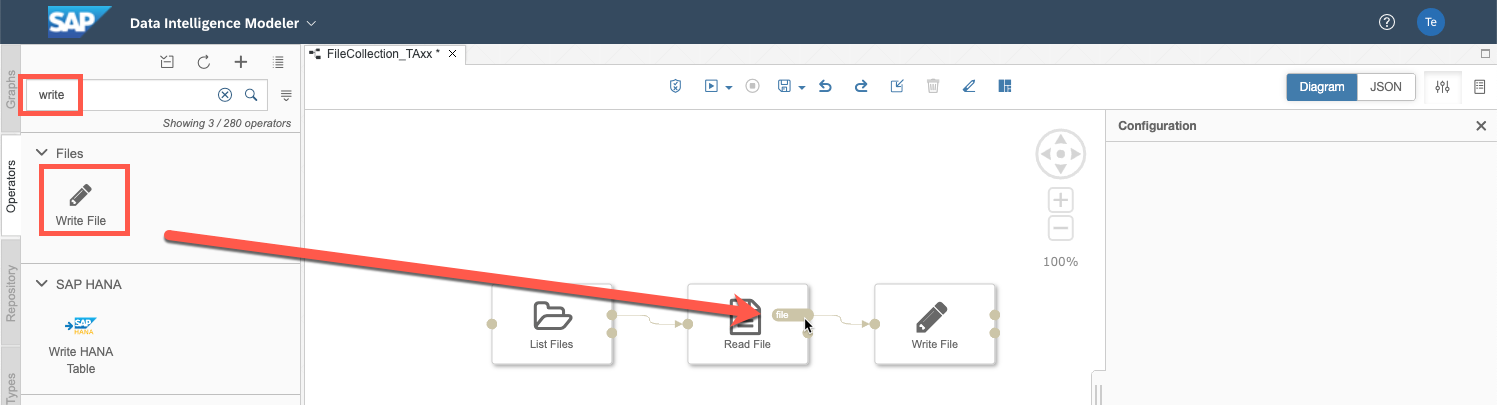 SAP Data Intelligence Modeler
? Te
Graphs
FileCollection_TAxx *
write
Diagram JSON
Showing 3 / 280 operators
Configuration
Files
Operators
Write File
100%
Repository
SAP HANA
SAP HANA
Write HANA
Table
file
List Files
Read File
Write File
Types